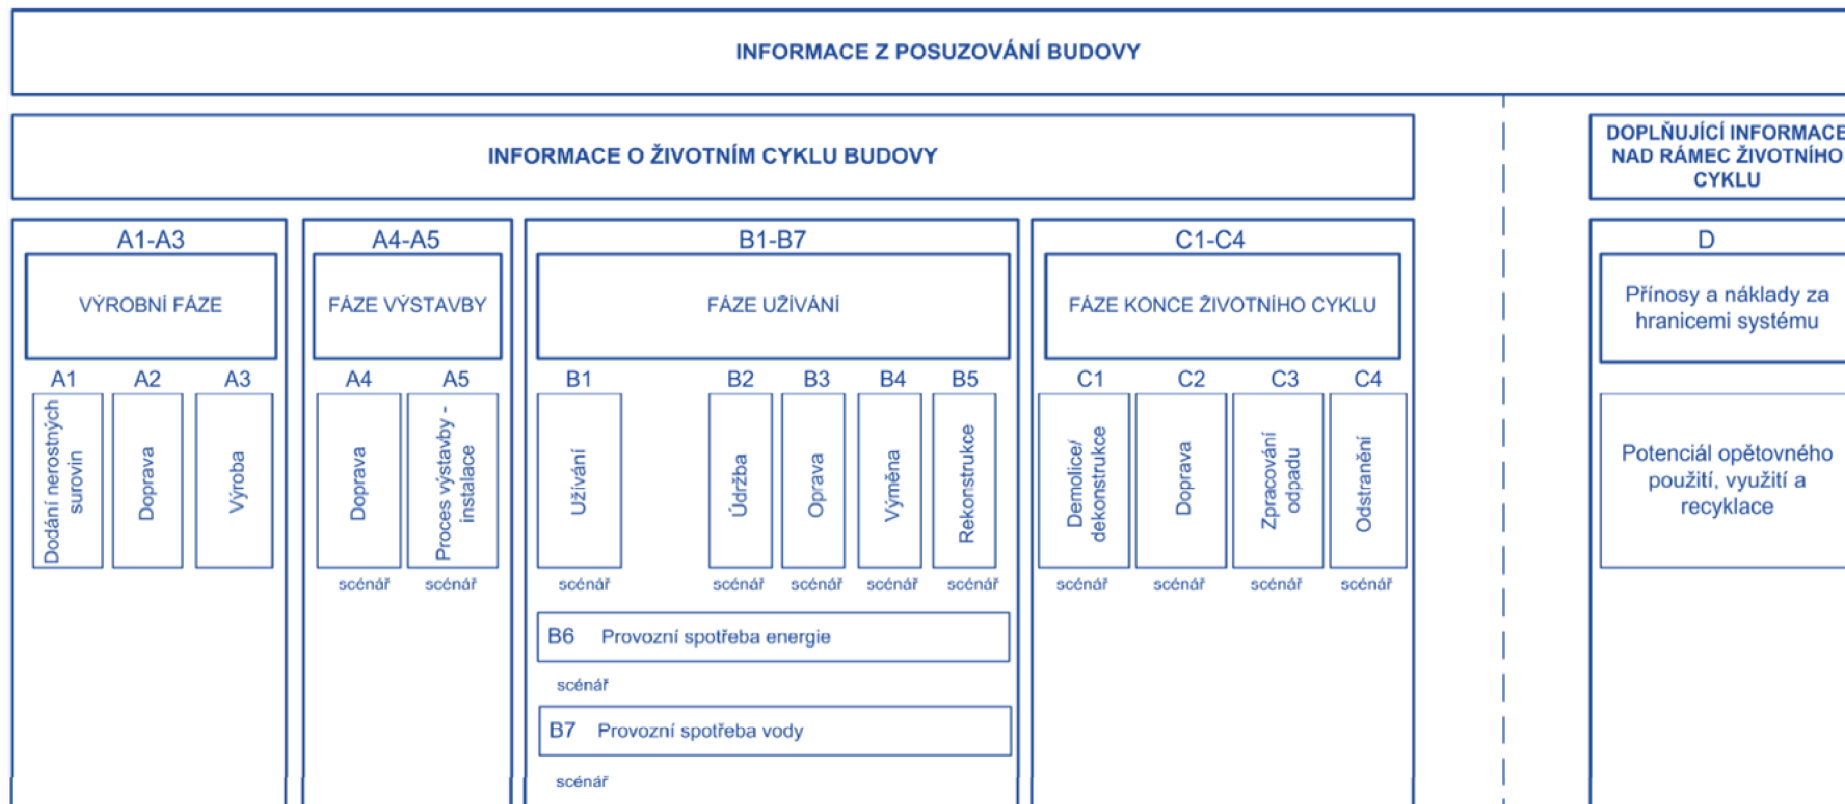 INFORMACE Z POSUZOVÁNÍ BUDOVY
INFORMACE O ŽIVOTNÍM CYKLU BUDOVY
DOPLŇUJÍCÍ INFORMACE
NAD RÁMEC ŽIVOTNÍHO
CYKLU
A1-A3
VÝROBNÍ FÁZE
A1
Dodání nerostných
surovin
A2
Doprava
A3
Výroba
A4-A5
FÁZE VÝSTAVBY
A4
Doprava
scénář
A5
Proces výstavby -
instalace
scénář
B1-B7
FÁZE UŽÍVÁNÍ
B1
Užívání
scénář
B2
Údržba
scénář
B3
Oprava
scénář
B4
Výměna
scénář
B5
Rekonstrukce
scénář
B6 Provozní spotřeba energie
scénář
B7 Provozní spotřeba vody
scénář
C1-C4
FÁZE KONCE ŽIVOTNÍHO CYKLU
C1
Demolice/
dekonstrukce
scénář
C2
Doprava
scénář
C3
Zpracování
odpadu
scénář
C4
Odstranění
scénář
D
Přínosy a náklady za
hranicemi systému
Potenciál opětovného
použití, využití a
recyklace